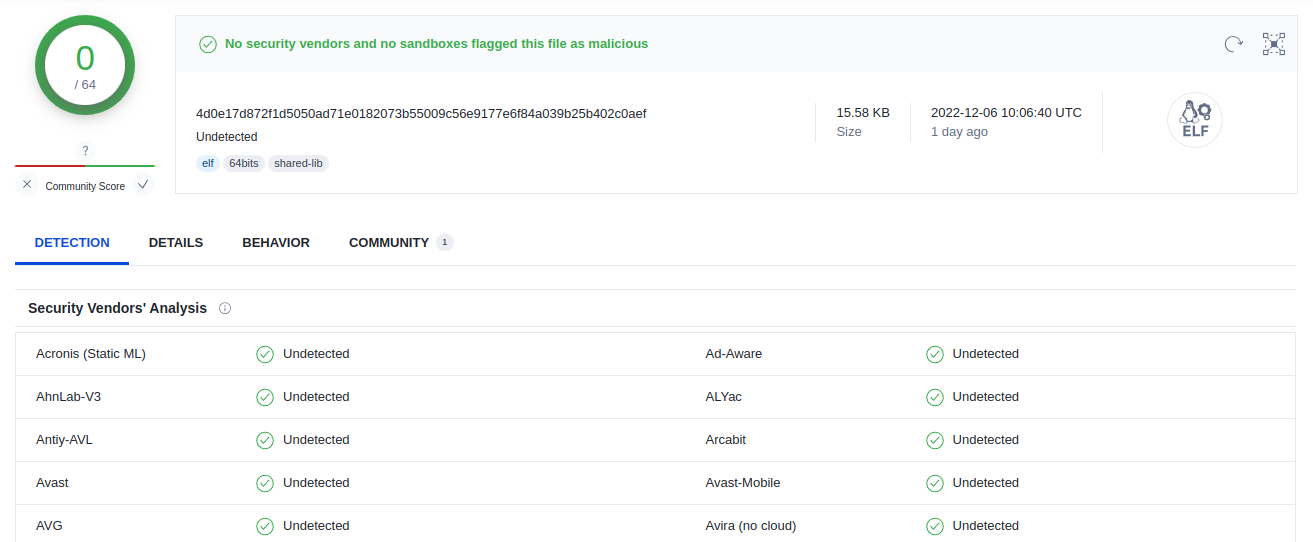 0
/ 64
?
Community Score
No security vendors and no sandboxes flagged this file as malicious
4d0e17d872f1d5050ad71e0182073b55009c56e9177e6f84a039b25b402c0aef
Undetected
elf 64bits shared-lib
15.58 KB
Size
2022-12-06 10:06:40 UTC
1 day ago
ELF
DETECTION DETAILS BEHAVIOR COMMUNITY 1
Security Vendors' Analysis
Acronis (Static ML) Undetected Ad-Aware Undetected
AhnLab-V3 Undetected ALYac Undetected
Antiy-AVL Undetected Arcabit Undetected
Avast Undetected Avast-Mobile Undetected
AVG Undetected Avira (no cloud) Undetected